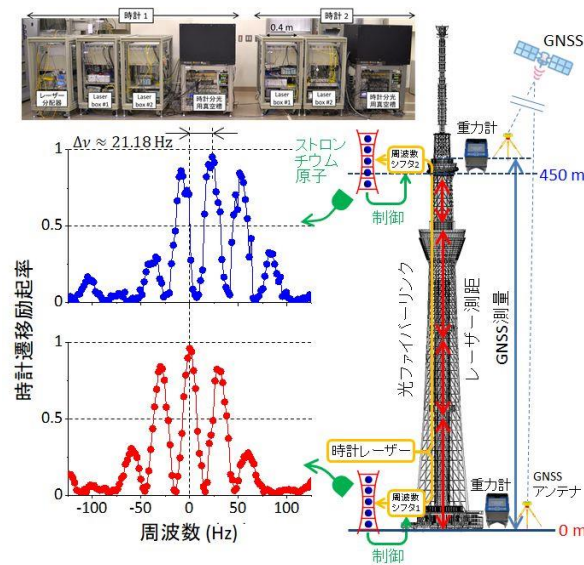 時計 1
時計 2
0.4 m
レーザー
分配器
Laser
box #1
Laser
box #2
時計分光
用真空槽
Laser
box #1
Laser
box #2
時計分光
用真空槽
GNSS
Δν ≈ 21.18 Hz
ストロン
チウム
原子
周波数
シフタ2
制御
重力計
450 m
1
0.5
0
1
0.5
0
時計遷移励起率
-100
-50
0
50
100
周波数 (Hz)
光ファイバーリンク
レーザー測距
GNSS測量
時計レーザー
周波数
シフタ1
制御
重力計
GNSS
アンテナ
0 m